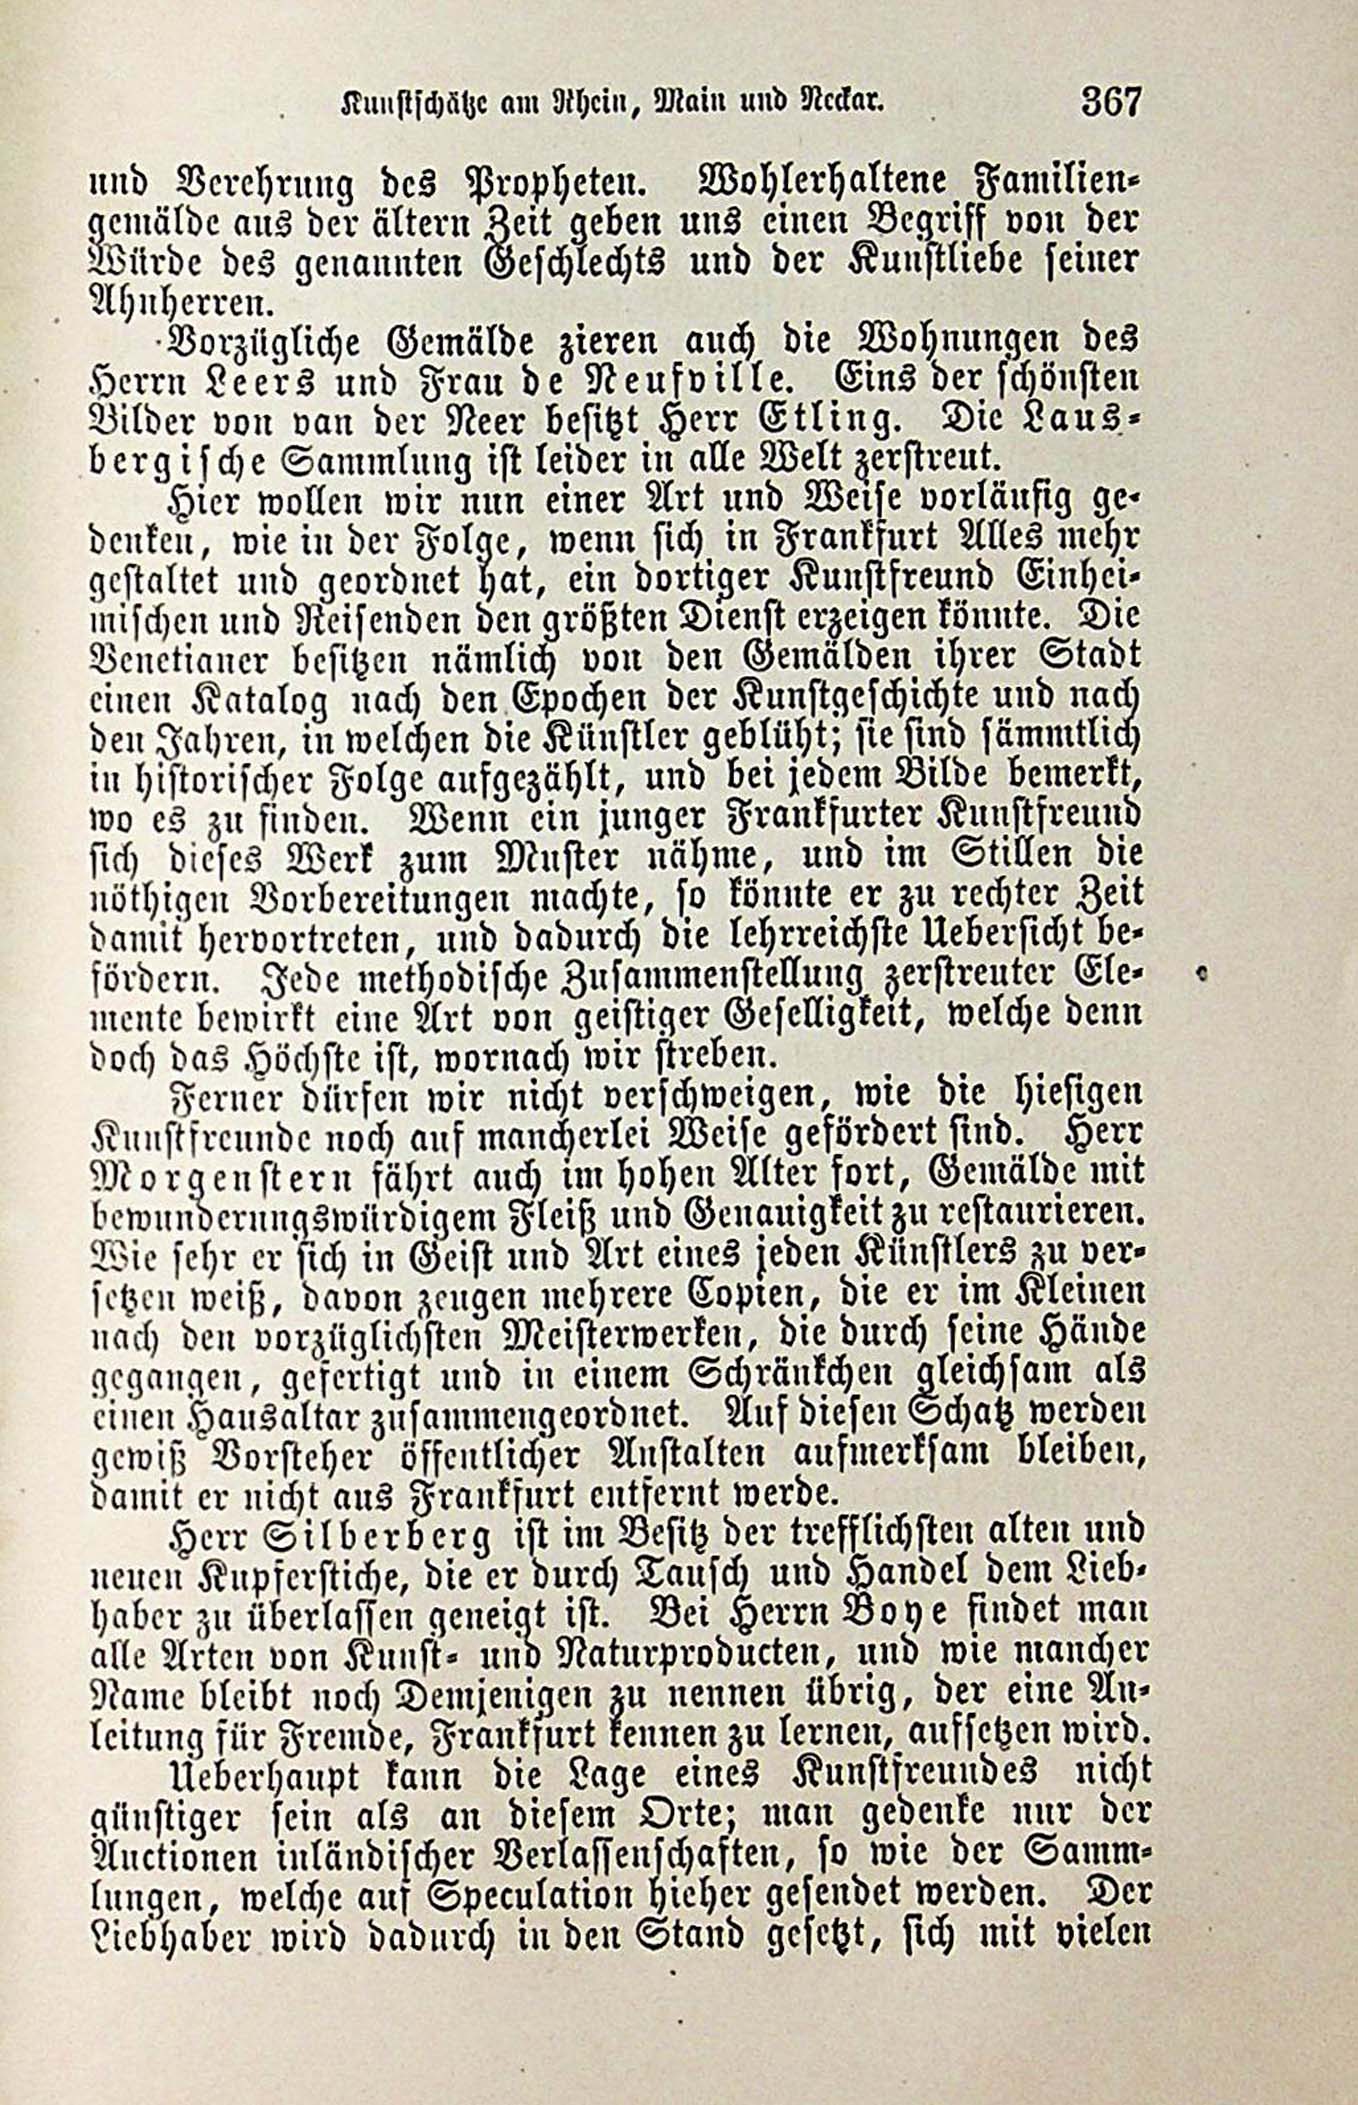 Kunstschätze am Rhein, Main und Neckar. 367
und Verehrung des Propheten. Wohlerhaltene Familien-
gemälde aus der ältern Zeit geben uns einen Begriff von der
Würde des genannten Geschlechts und der Kunstliebe seiner
Ahnherren.
Vorzügliche Gemälde zieren auch die Wohnungen des
Herrn Leers und Frau de Neufville. Eins der schönsten
Bilder von van der Neer besitzt Herr Etling. Die Laus-
bergische Sammlung ist leider in alle Welt zerstreut.
Hier wollen wir nun einer Art und Weise vorläufig ge-
denken, wie in der Folge, wenn sich in Frankfurt Alles mehr
gestaltet und geordnet hat, ein dortiger Kunstfreund Einhei-
mischen und Reisenden den größten Dienst erzeigen könnte. Die
Venetianer besitzen nämlich von den Gemälden ihrer Stadt
einen Katalog nach den Epochen der Kunstgeschichte und nach
den Jahren, in welchen die Künstler geblüht; sie sind sämmtlich
in historischer Folge aufgezählt, und bei jedem Bilde bemerkt,
wo es zu finden. Wenn ein junger Frankfurter Kunstfreund
sich dieses Werk zum Muster nähme, und im Stillen die
nöthigen Vorbereitungen machte, so könnte er zu rechter Zeit
damit hervortreten, und dadurch die lehrreichste Uebersicht be-
fördern. Jede methodische Zusammenstellung zerstreuter Ele-
mente bewirkt eine Art von geistiger Geselligkeit, welche denn
doch das Höchste ist, wornach wir streben.
Ferner dürfen wir nicht verschweigen, wie die hiesigen
Kunstfreunde noch auf mancherlei Weise gefördert sind. Herr
Morgenstern fährt auch im hohen Alter fort, Gemälde mit
bewunderungswürdigem Fleiß und Genauigkeit zu restaurieren.
Wie sehr er sich in Geist und Art eines jeden Künstlers zu ver-
setzen weiß, davon zeugen mehrere Copien, die er im Kleinen
nach den vorzüglichsten Meisterwerken, die durch seine Hände
gegangen, gefertigt und in einem Schränkchen gleichsam als
einen Hausaltar zusammengeordnet. Auf diesen Schatz werden
gewiß Vorsteher öffentlicher Anstalten aufmerksam bleiben,
damit er nicht aus Frankfurt entfernt werde.
Herr Silberberg ist im Besitz der trefflichsten alten und
neuen Kupferstiche, die er durch Tausch und Handel dem Lieb-
haber zu überlassen geneigt ist. Bei Herrn Boye findet man
alle Arten von Kunst- und Naturproducten, und wie mancher
Name bleibt noch Demjenigen zu nennen übrig, der eine An-
leitung für Fremde, Frankfurt kennen zu lernen, aufsetzen wird.
Ueberhaupt kann die Lage eines Kunstfreundes nicht
günstiger sein als an diesem Orte; man gedenke nur der
Auctionen inländischer Verlassenschaften, so wie der Samm-
lungen, welche auf Speculation hieher gesendet werden. Der
Liebhaber wird dadurch in den Stand gesetzt, sich mit vielen